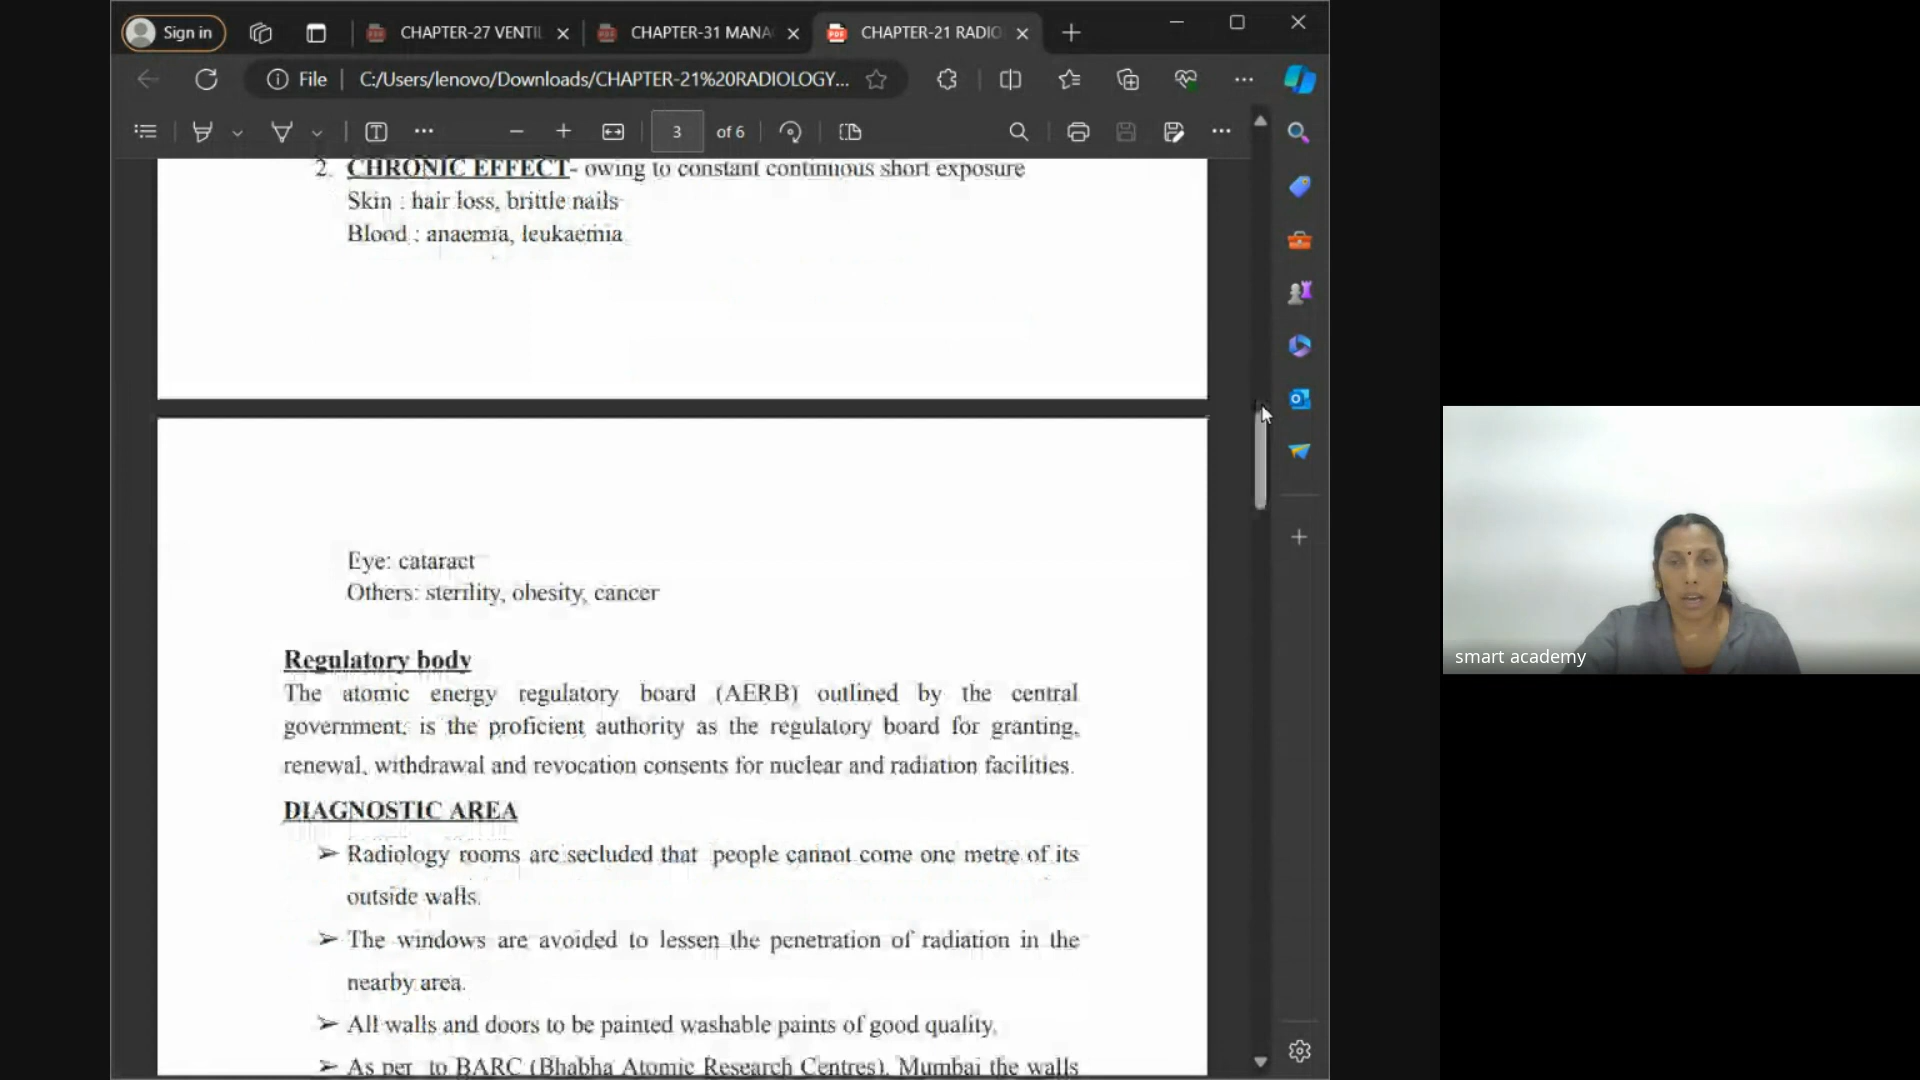 Sign in
CHAPTER-27 VENTIL
CHAPTER-31 MANA
CHAPTER-21 RADIO
File
C:/Users/lenovo/Downloads/CHAPTER-21%20RADIOLOGY...
3 of 6
2. CHRONIC EFFECT- owing to constant continuous short exposure
Skin : hair loss, brittle nails
Blood : anaemia, leukaemia
Eye: cataract
Others: sterility, obesity, cancer
Regulatory body
The atomic energy regulatory board (AERB) outlined by the central
government, is the proficient authority as the regulatory board for granting,
renewal, withdrawal and revocation consents for nuclear and radiation facilities.
DIAGNOSTIC AREA
➢ Radiology rooms are secluded that people cannot come one metre of its
outside walls.
➢ The windows are avoided to lessen the penetration of radiation in the
nearby area.
➢ All walls and doors to be painted washable paints of good quality,
➢ As per to BARC (Bhabha Atomic Research Centres), Mumbai the walls
smart academy